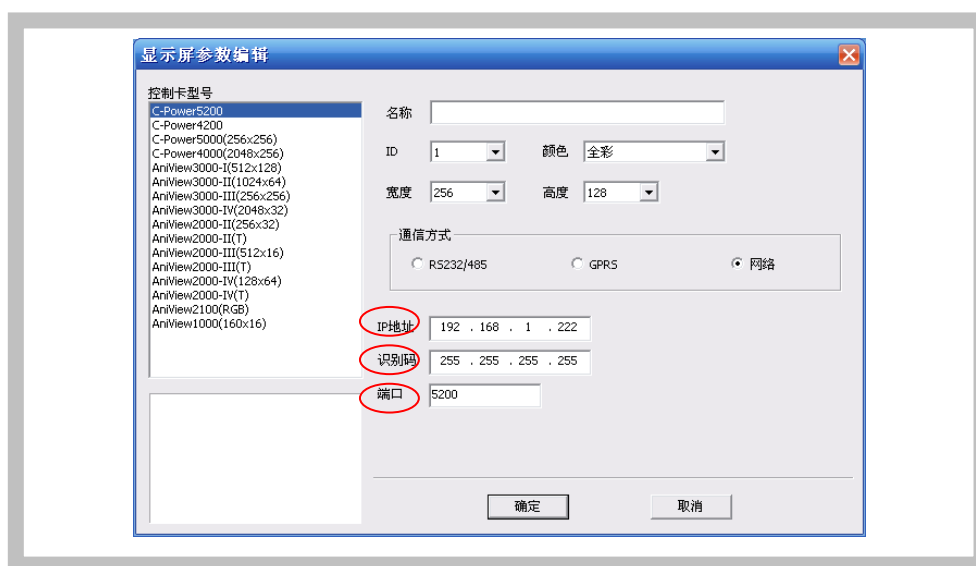 显示屏参数编辑
控制卡型号
C-Power5200
C-Power4200
C-Power5000(256x256)
C-Power4000(2048x256)
AniView3000-I(512x128)
AniView3000-II(1024x64)
AniView3000-III(256x256)
AniView3000-IV(2048x32)
AniView2000-II(256x32)
AniView2000-II(T)
AniView2000-III(512x16)
AniView2000-III(T)
AniView2000-IV(128x64)
AniView2000-IV(T)
AniView2100(RGB)
AniView1000(160x16)
名称
ID 1 颜色 全彩
宽度 256 高度 128
通信方式
RS232/485 GPRS 网络
IP地址 192 . 168 . 1 . 222
识别码 255 . 255 . 255 . 255
端口 5200
确定 取消